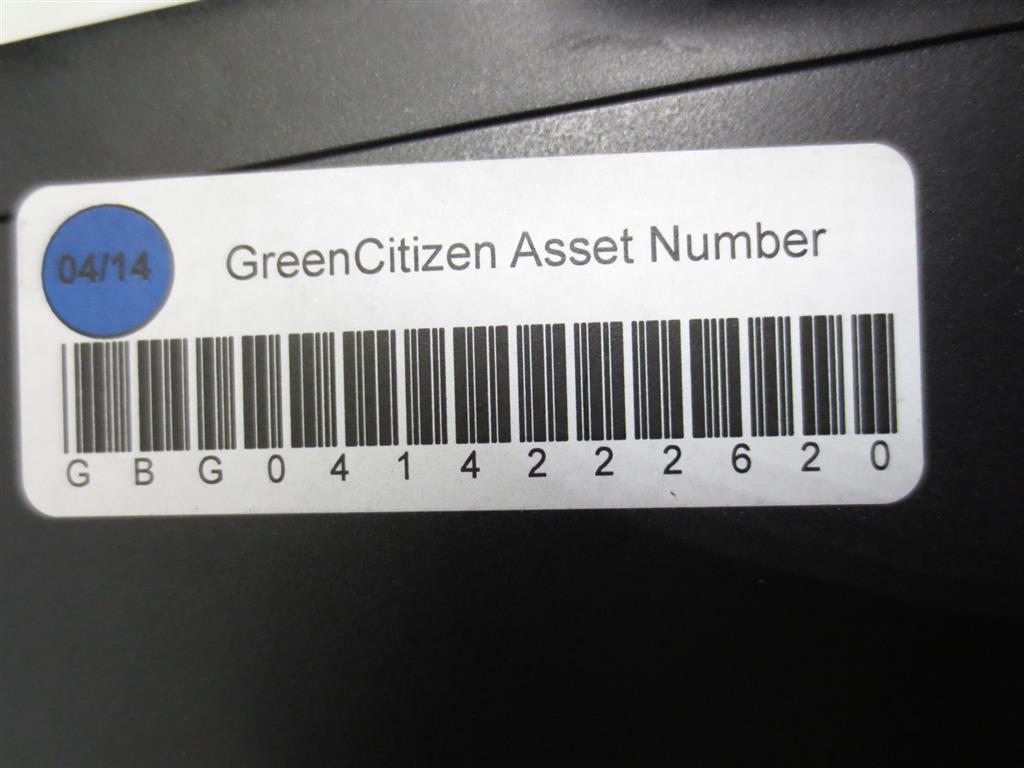 04/14
GreenCitizen Asset Number
G B G 0 4 1 4 2 2 2 6 2 0